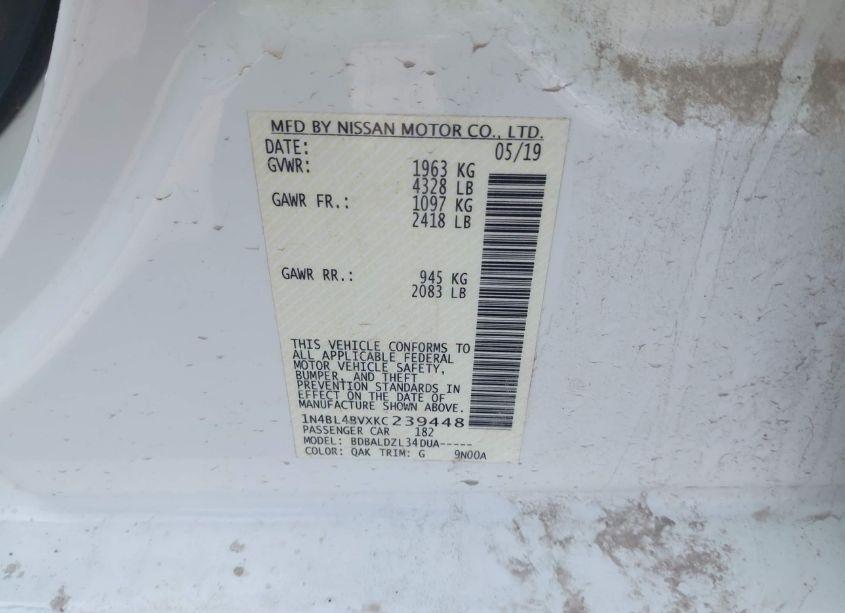 MFD BY NISSAN MOTOR CO., LTD.
DATE: 05/19
GVWR: 1963 KG
4328 LB
GAWR FR.: 1097 KG
2418 LB
GAWR RR.: 945 KG
2083 LB
THIS VEHICLE CONFORMS TO
ALL APPLICABLE FEDERAL
MOTOR VEHICLE SAFETY,
BUMPER, AND THEFT
PREVENTION STANDARDS IN
EFFECT ON THE DATE OF
MANUFACTURE SHOWN ABOVE.
1N4BL4BVXKC239448
PASSENGER CAR 182
MODEL: BDBALDZL34DUA-----
COLOR: QAK TRIM: G 9N00A